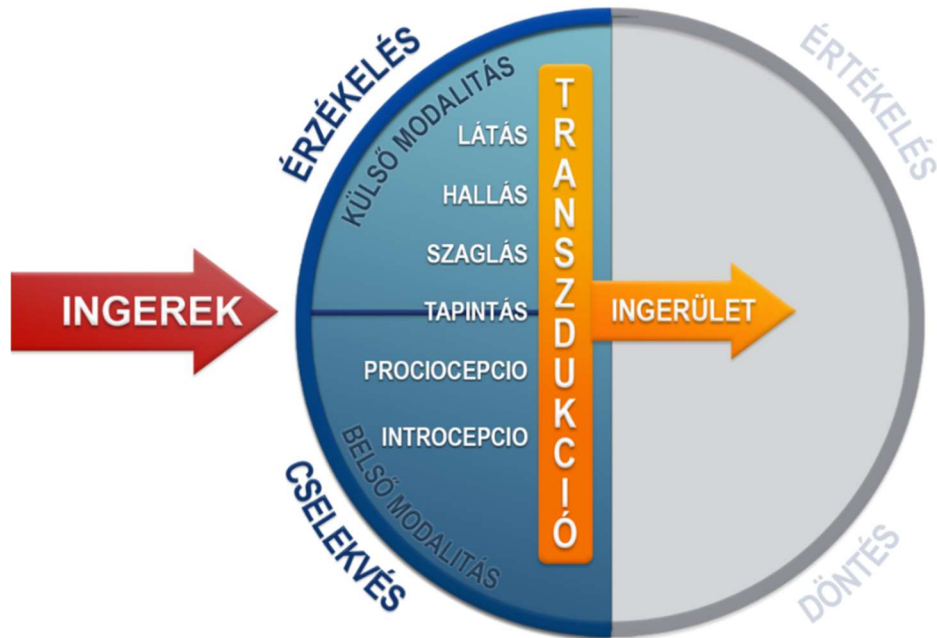 ÉRZÉKELÉS
KÜLSŐ MODALITÁS
LÁTÁS
HALLÁS
SZAGLÁS
TAPINTÁS
PROCIOCEPCIO
INTROCEPCIO
BELSŐ MODALITÁS
CSELEKVÉS
INGEREK
TRANSZDUKCIÓ
INGERÜLET
ÉRTÉKELÉS
DÖNTÉS